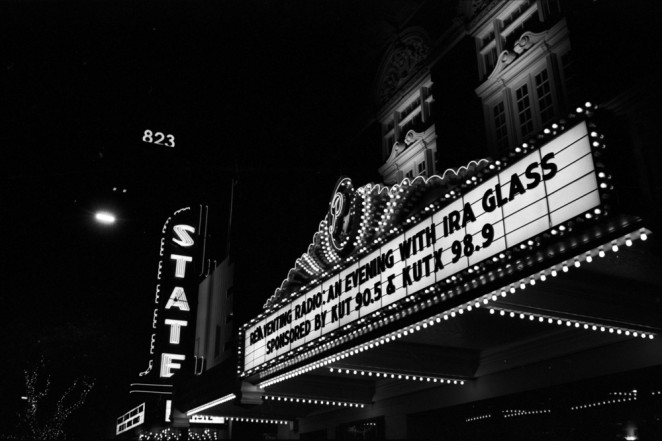 823
STATE
REINVENTING RADIO: AN EVENING WITH IRA GLASS
SPONSORED BY KUT 90.5 & KUTX 98.9